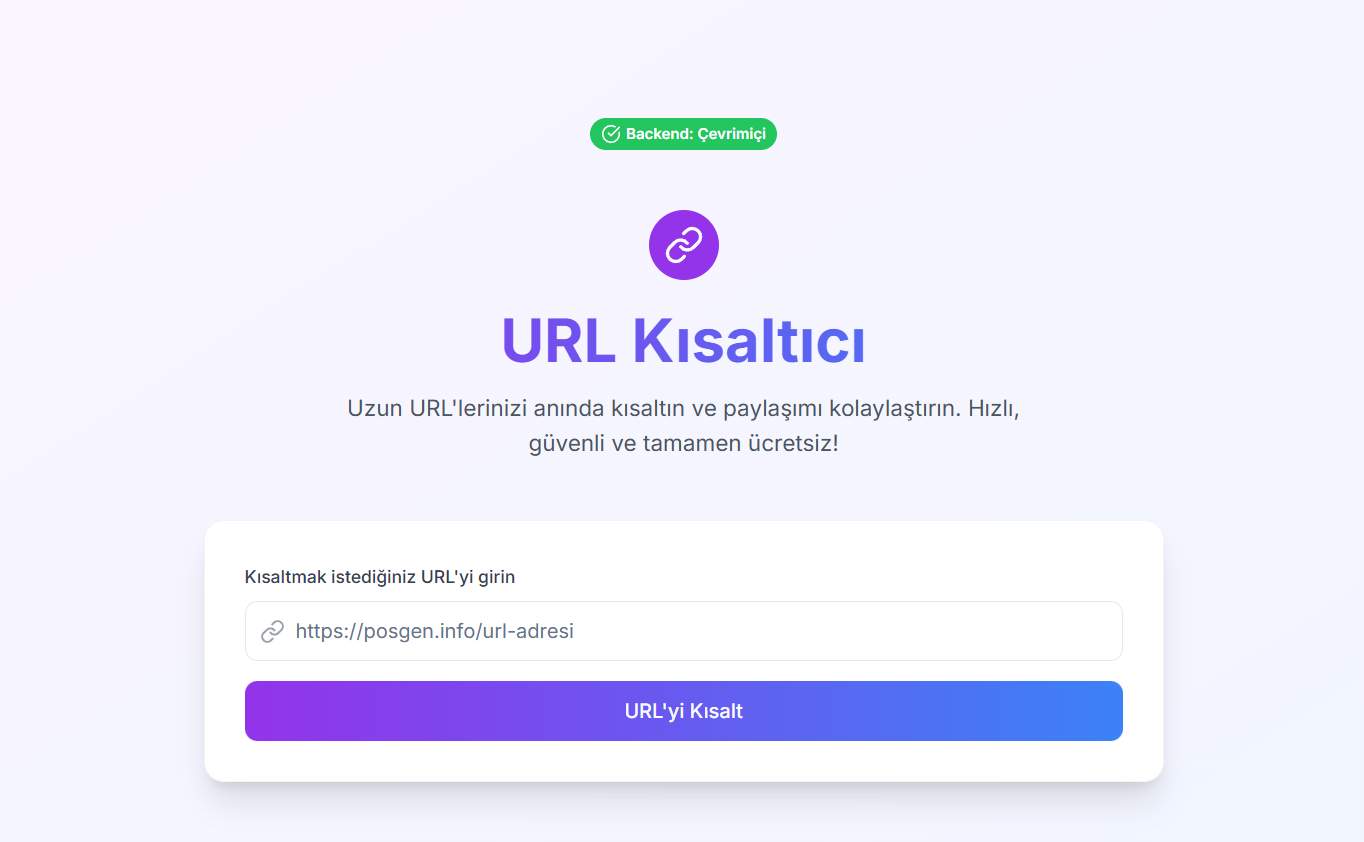 Backend: Çevrimiçi
URL Kısaltıcı
Uzun URL'lerinizi anında kısaltın ve paylaşımı kolaylaştırın. Hızlı,
güvenli ve tamamen ücretsiz!
Kısaltmak istediğiniz URL'yi girin
https://posgen.info/url-adresi
URL'yi Kısalt